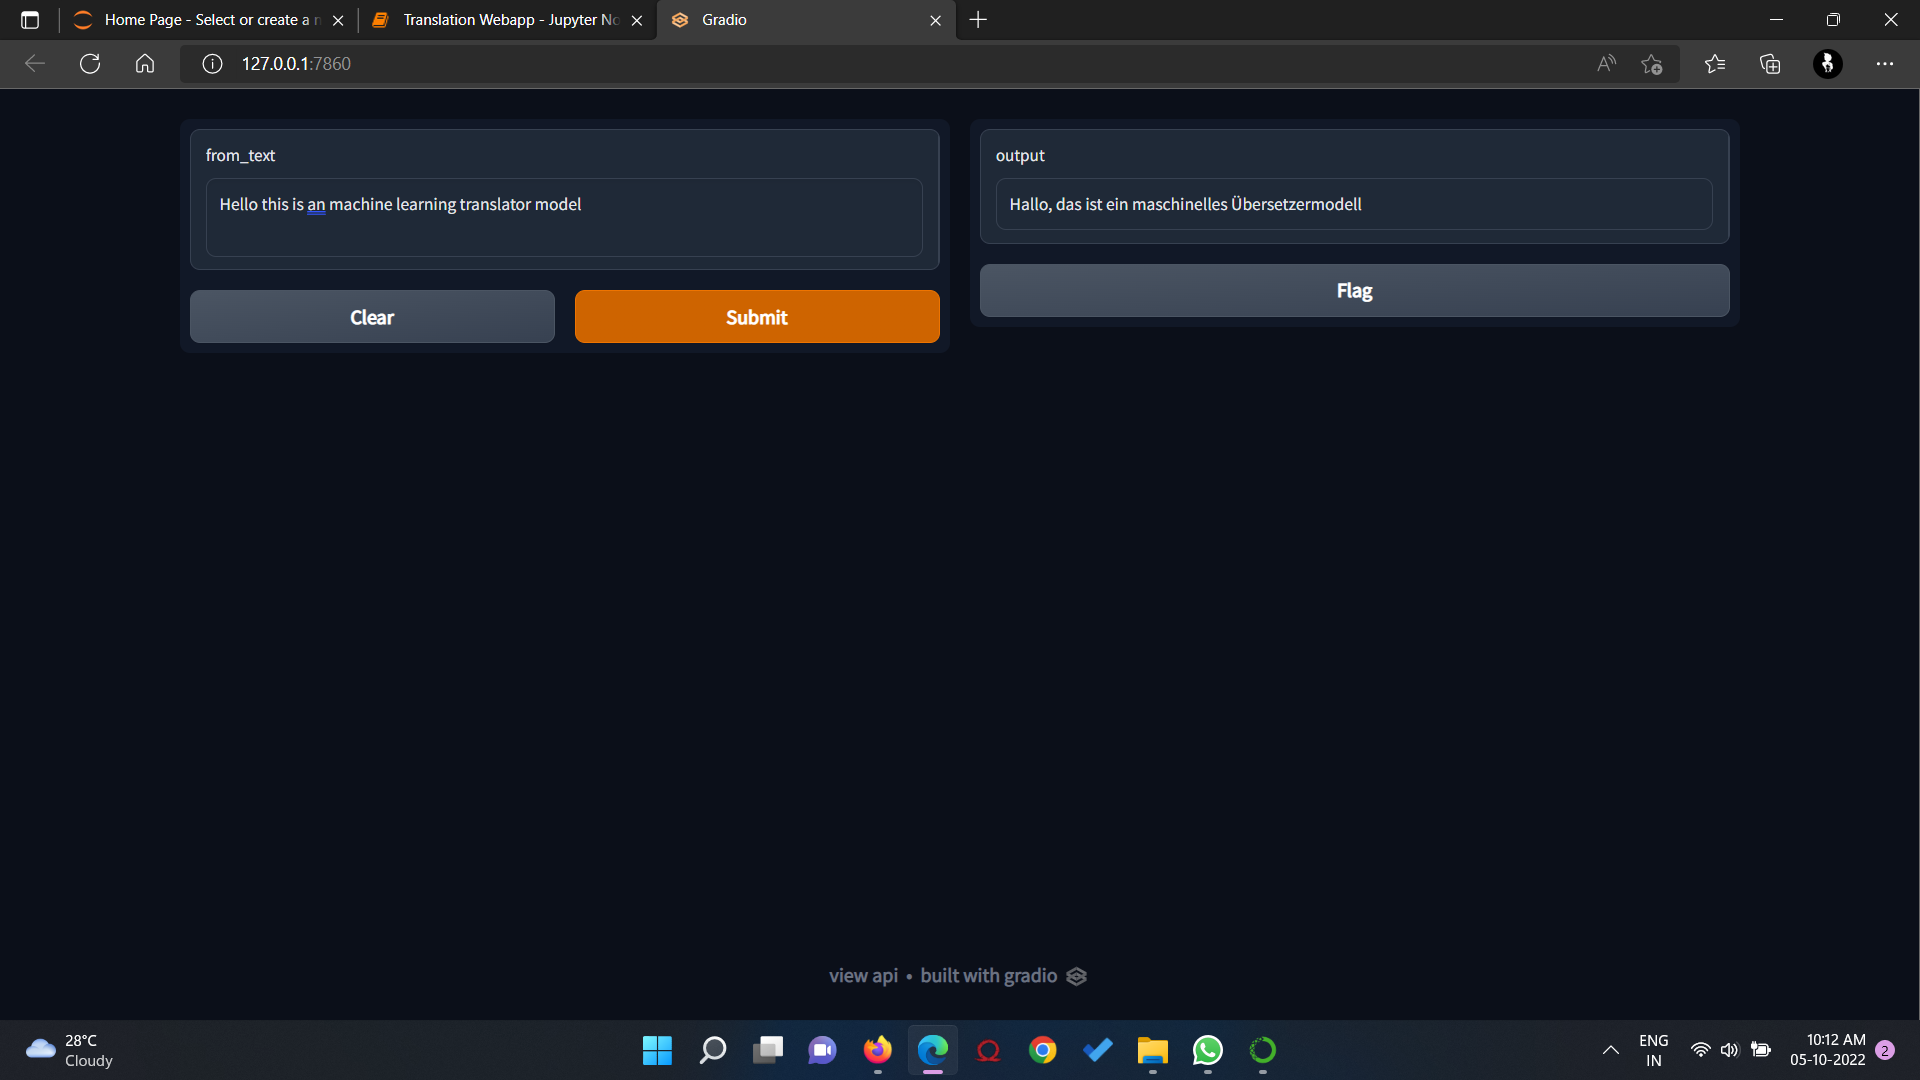 Home Page - Select or create a n
Translation Webapp - Jupyter No
Gradio
127.0.0.1:7860
from_text
Hello this is an machine learning translator model
Clear
Submit
output
Hallo, das ist ein maschinelles Übersetzermodell
Flag
view api • built with gradio
28°C
Cloudy
ENG
IN
10:12 AM
05-10-2022
2